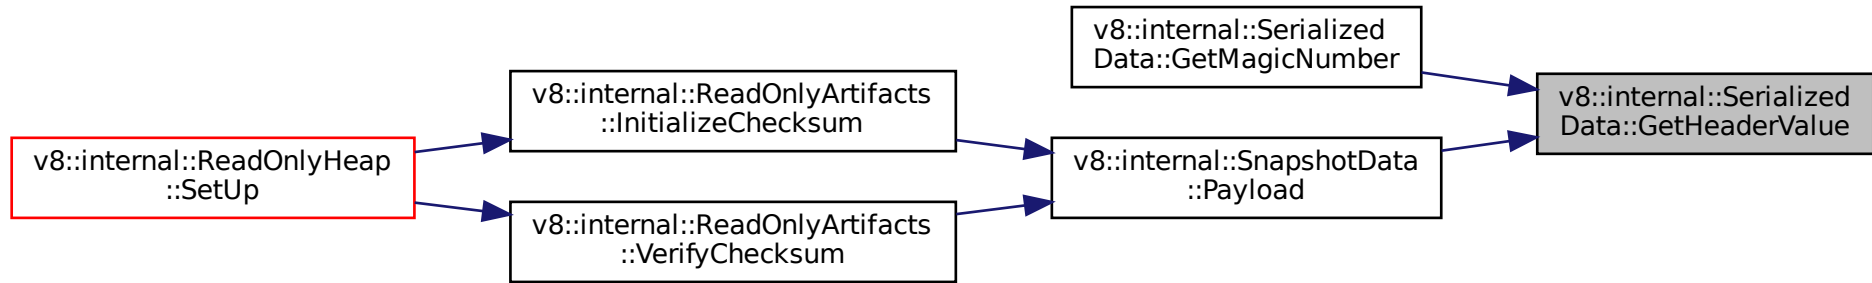 v8::internal::Serialized
Data::GetMagicNumber
v8::internal::Serialized
Data::GetHeaderValue
v8::internal::ReadOnlyArtifacts
::InitializeChecksum
v8::internal::ReadOnlyHeap
::SetUp
v8::internal::SnapshotData
::Payload
v8::internal::ReadOnlyArtifacts
::VerifyChecksum